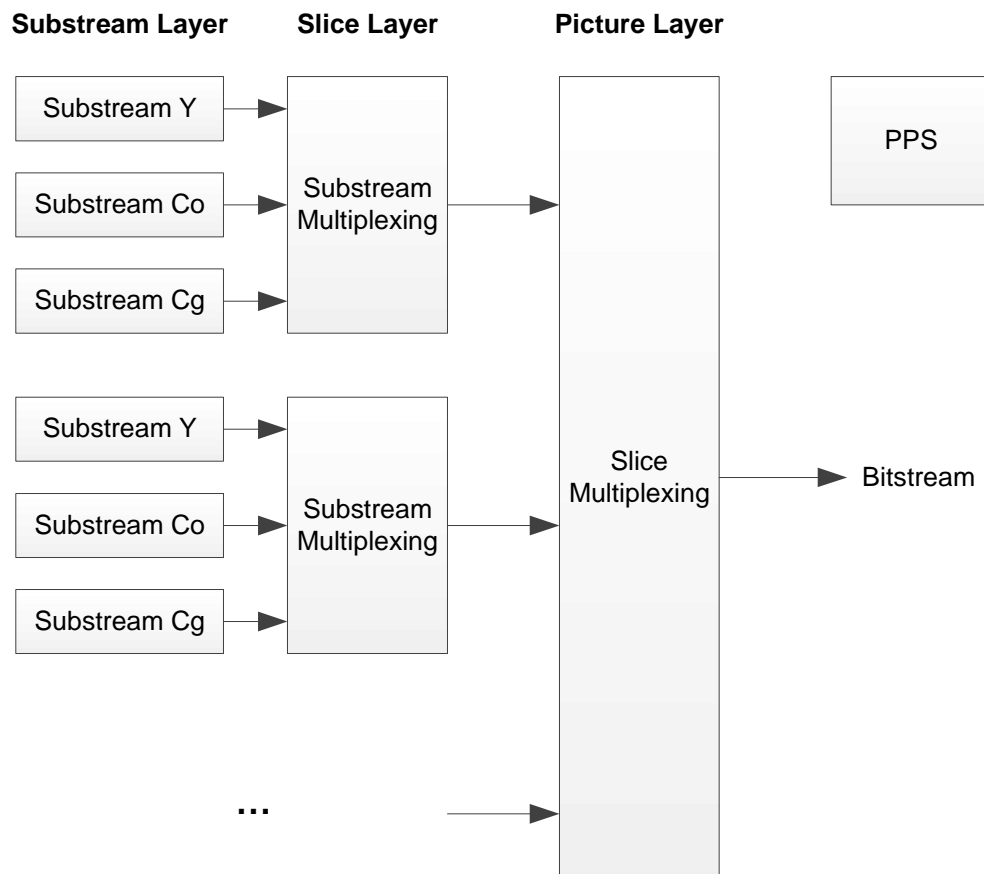 Substream Layer
Slice Layer
Picture Layer
Substream Y
Substream Co
Substream Cg
Substream
Multiplexing
Substream Y
Substream Co
Substream Cg
Substream
Multiplexing
...
Slice
Multiplexing
PPS
Bitstream